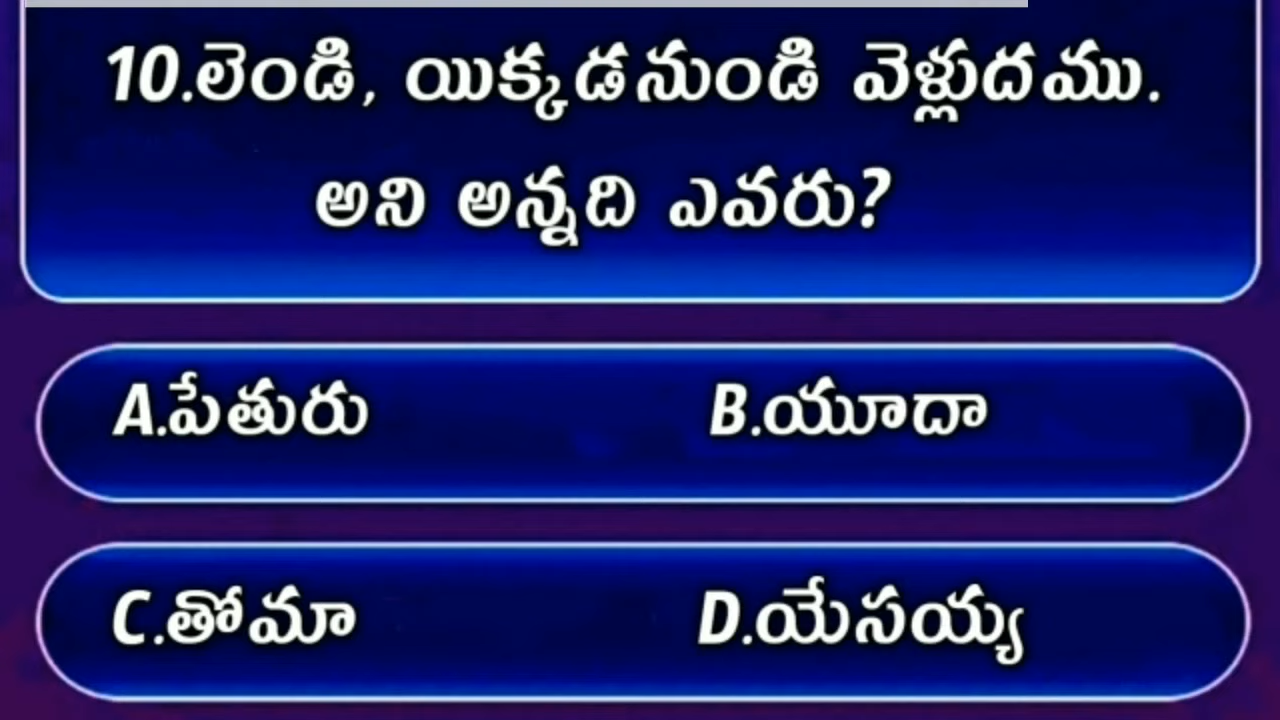 10.లెండి, యిక్కడనుండి వెళ్లుదము.
అని అన్నది ఎవరు?
A.పేతురు B.యూదా
C.తోమా D.యేసయ్య